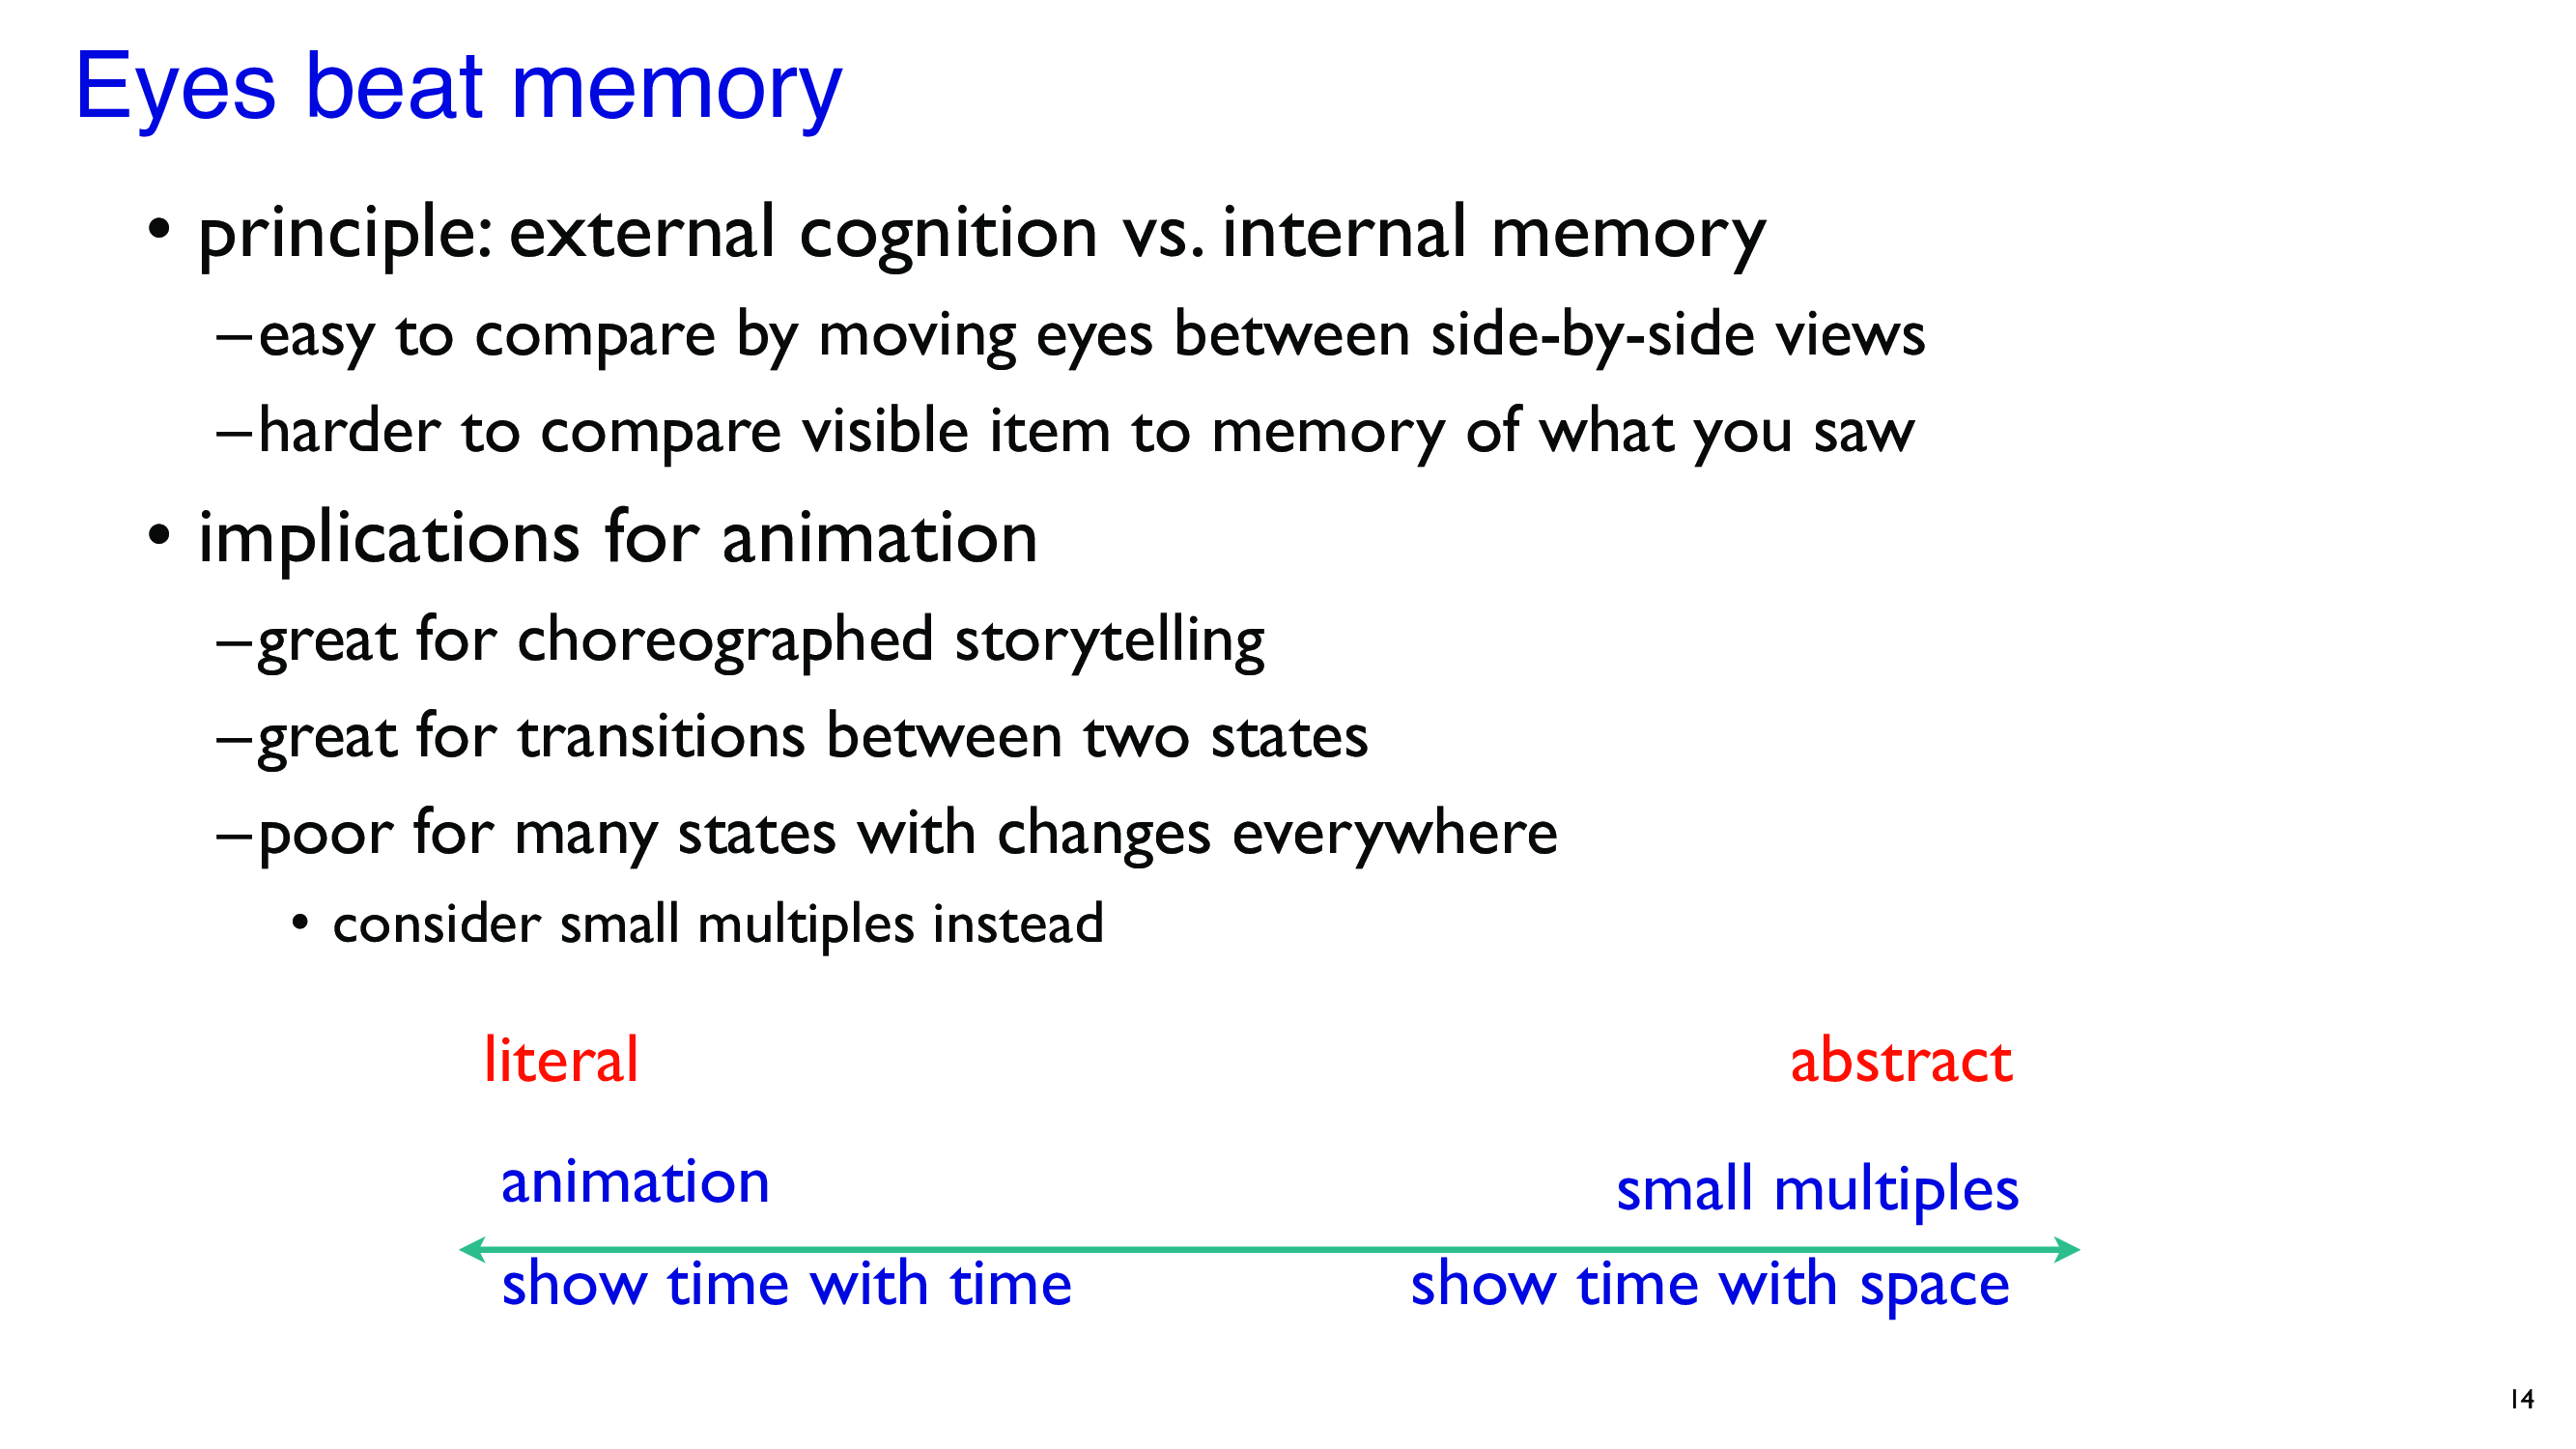 Eyes beat memory
• principle: external cognition vs. internal memory
–easy to compare by moving eyes between side-by-side views
–harder to compare visible item to memory of what you saw
• implications for animation
–great for choreographed storytelling
–great for transitions between two states
–poor for many states with changes everywhere
• consider small multiples instead
literal abstract
animation small multiples
show time with time show time with space
14